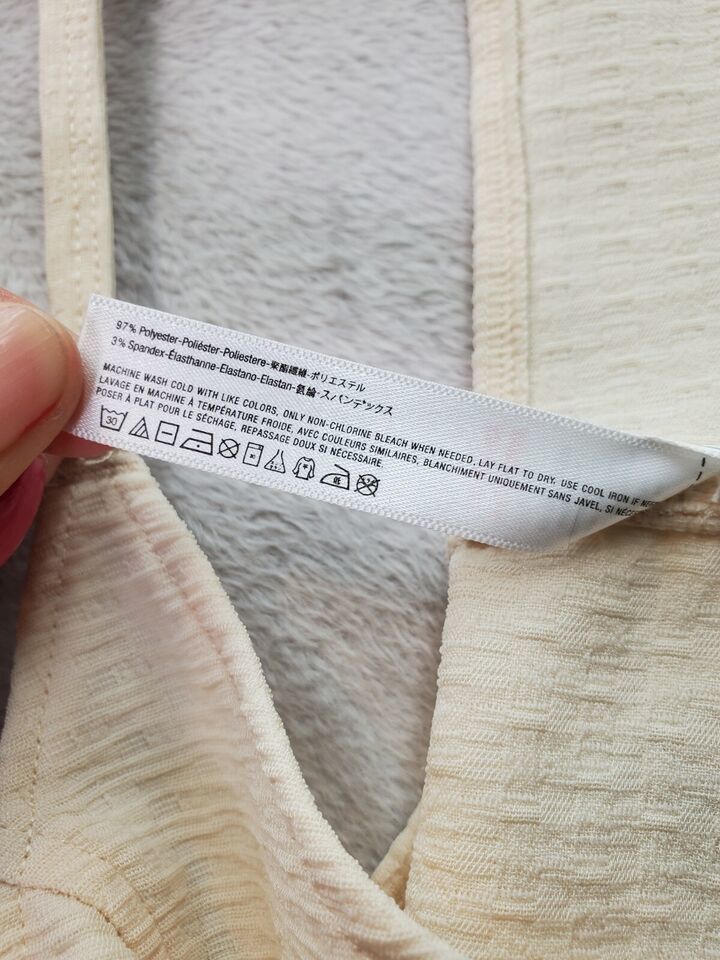 97% Polyester-Poliéster-Poliestere-聚酯纖維-ポリエステル
3% Spandex-Élasthanne-Elastano-Elastan-氨綸-スパンデックス
MACHINE WASH COLD WITH LIKE COLORS, ONLY NON-CHLORINE BLEACH WHEN NEEDED, LAY FLAT TO DRY, USE COOL IRON IF
LAVAGE EN MACHINE À TEMPÉRATURE FROIDE, AVEC COULEURS SIMILAIRES, BLANCHIMENT UNIQUEMENT SANS JAVEL, SI
POSER À PLAT POUR LE SÉCHAGE, REPASSAGE DOUX SI NÉCESSAIRE.
30